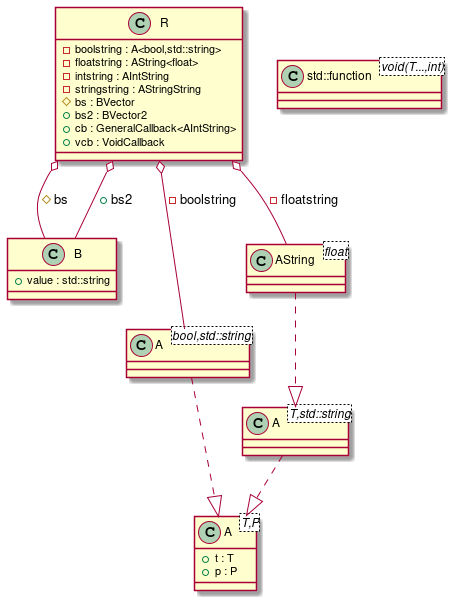 C R
boolstring : A<bool,std::string>
floatstring : AString<float>
intstring : AIntString
stringstring : AStringString
bs : BVector
bs2 : BVector2
cb : GeneralCallback<AIntString>
vcb : VoidCallback
void(T...,int)
C std::function
bs
bs2
boolstring
floatstring
C B
value : std::string
float
C AString
bool,std::string
C A
T,std::string
C A
T,P
C A
t : T
p : P